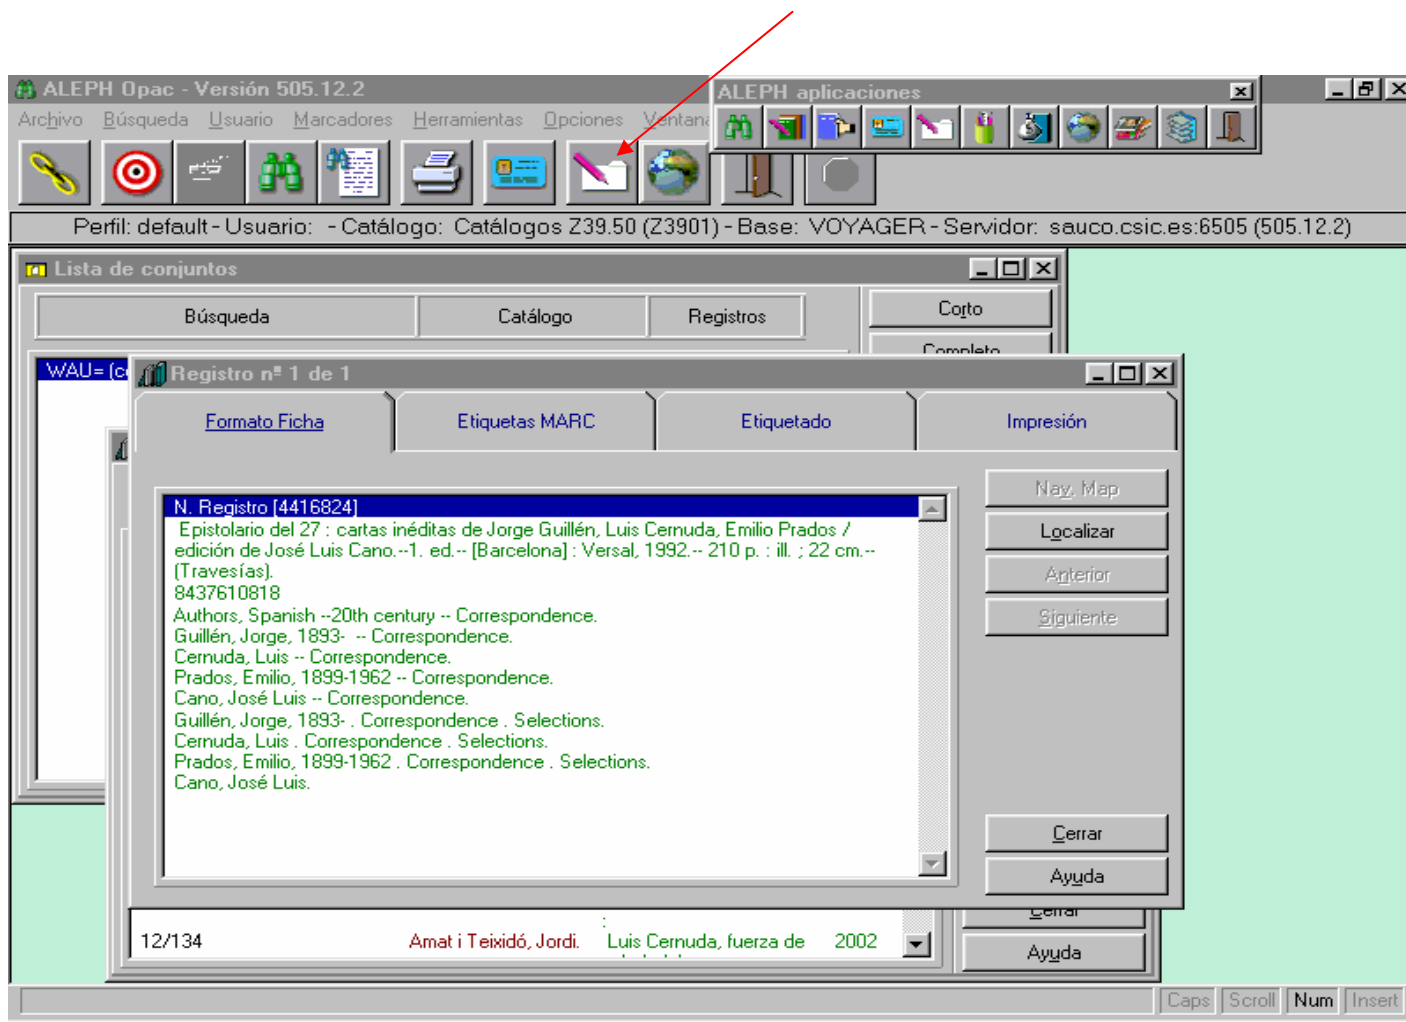 ALEPH Opac - Versión 505.12.2
ALEPH aplicaciones
Archivo Búsqueda Usuario Marcadores Herramientas Opciones Ventana
Perfil: default - Usuario: - Catálogo: Catálogos Z39.50 (Z3901) - Base: VOYAGER - Servidor: sauco.csic.es:6505 (505.12.2)
Lista de conjuntos
Búsqueda Catálogo Registros
Corto
Completo
WAU= (c
Registro nº 1 de 1
Formato Ficha Etiquetas MARC Etiquetado Impresión
N. Registro [4416824]
Epistolario del 27 : cartas inéditas de Jorge Guillén, Luis Cernuda, Emilio Prados /
edición de José Luis Cano.--1. ed.-- [Barcelona] : Versal, 1992.-- 210 p. : ill. ; 22 cm.--
(Travesías).
8437610818
Authors, Spanish --20th century -- Correspondence.
Guillén, Jorge, 1893- -- Correspondence.
Cernuda, Luis -- Correspondence.
Prados, Emilio, 1899-1962 -- Correspondence.
Cano, José Luis -- Correspondence.
Guillén, Jorge, 1893- . Correspondence . Selections.
Cernuda, Luis . Correspondence . Selections.
Prados, Emilio, 1899-1962 . Correspondence . Selections.
Cano, José Luis.
Nav. Map
Localizar
Anterior
Siguiente
Cerrar
Ayuda
Cerrar
12/134 Amat i Teixidó, Jordi. Luis Cernuda, fuerza de 2002
Ayuda
Caps Scroll Num Insert